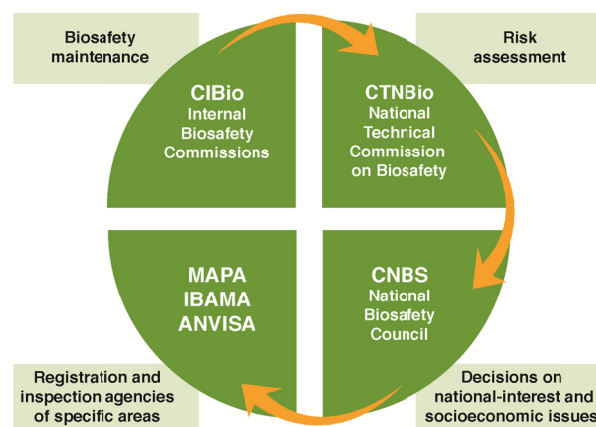 Biosafety
maintenance
Risk
assessment
CIBio
Internal
Biosafety
Commissions
CTNBio
National
Technical
Commission
on Biosafety
MAPA
IBAMA
ANVISA
CNBS
National
Biosafety
Council
Registration and
inspection agencies
of specific areas
Decisions on
national-interest and
socioeconomic issues